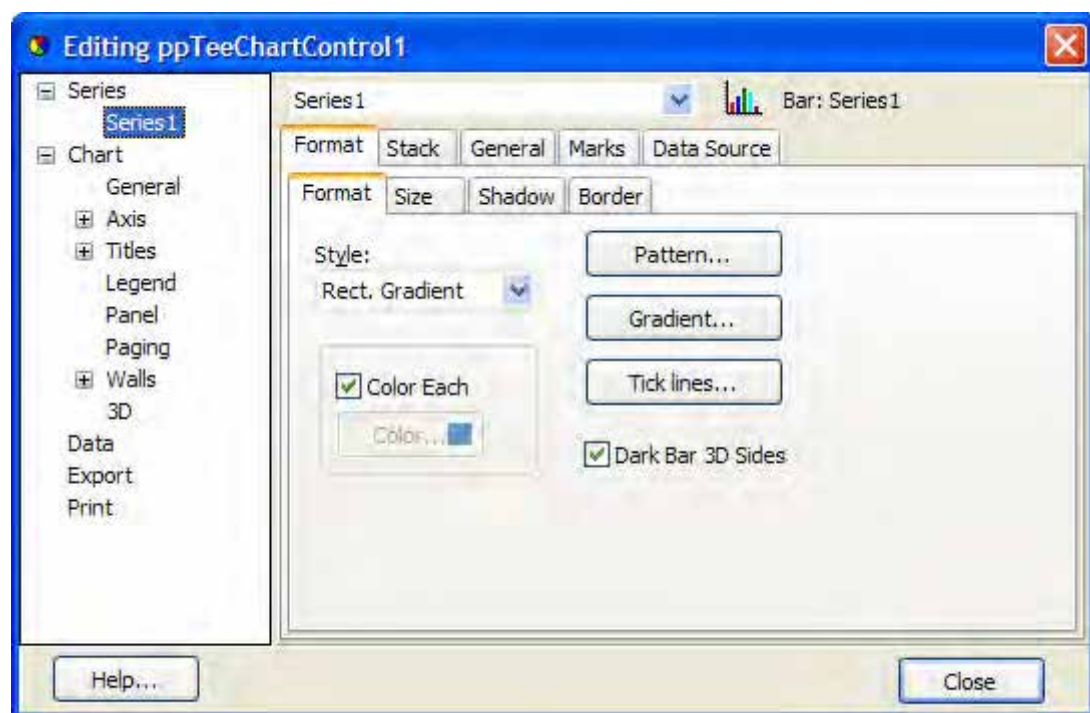 Editing ppTeeChartControl1
Series
Series1
Chart
General
Axis
Titles
Legend
Panel
Paging
Walls
3D
Data
Export
Print
Series1
Bar: Series1
Format Stack General Marks Data Source
Format Size Shadow Border
Style:
Rect. Gradient
Color Each
Color...
Pattern...
Gradient...
Tick lines...
Dark Bar 3D Sides
Help...
Close